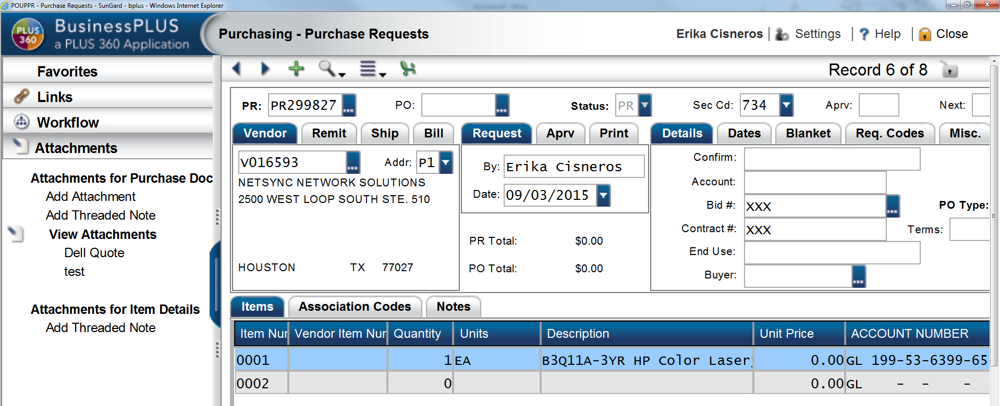 POUPPR - Purchase Requests - SunGard - bplus - Windows Internet Explorer
PLUS 360
BusinessPLUS
a PLUS 360 Application
Purchasing - Purchase Requests
Erika Cisneros | Settings | Help | Close
Favorites
Links
Workflow
Attachments
Attachments for Purchase Doc
Add Attachment
Add Threaded Note
View Attachments
Dell Quote
test
Attachments for Item Details
Add Threaded Note
Record 6 of 8
PR: PR299827 PO: Status: PR Sec Cd: 734 Aprv: Next:
Vendor Remit Ship Bill
V016593 Addr: P1
NETSYNC NETWORK SOLUTIONS
2500 WEST LOOP SOUTH STE. 510
HOUSTON TX 77027
Request Aprv Print
By: Erika Cisneros
Date: 09/03/2015
PR Total: $0.00
PO Total: $0.00
Details Dates Blanket Req. Codes Misc.
Confirm:
Account:
Bid #: XXX PO Type:
Contract #: XXX Terms:
End Use:
Buyer:
Items Association Codes Notes
Item Nur Vendor Item Nur Quantity Units Description Unit Price ACCOUNT NUMBER
0001 1 EA B3Q11A-3YR HP Color Laserj 0.00 GL 199-53-6399-65-
0002 0 0.00 GL - - - -